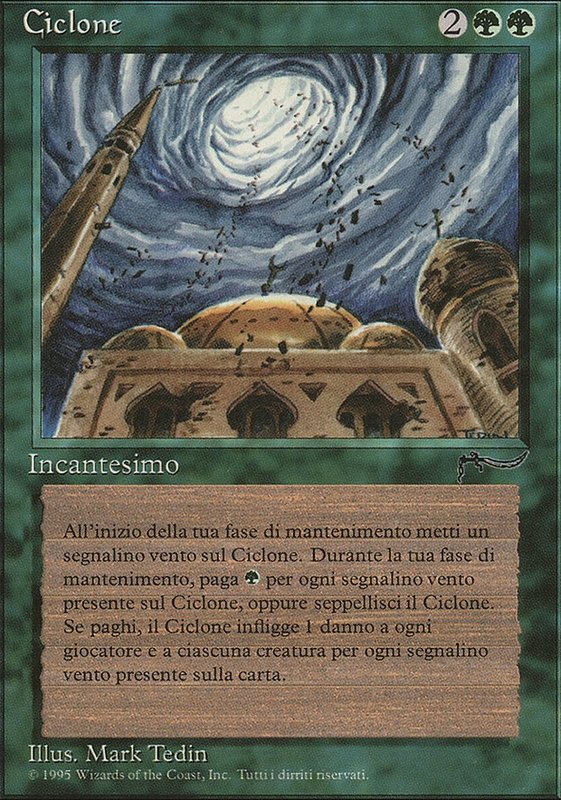 Ciclone
2
TEDIN
Incantesimo
All'inizio della tua fase di mantenimento metti un
segnalino vento sul Ciclone. Durante la tua fase di
mantenimento, paga per ogni segnalino vento
presente sul Ciclone, oppure seppellisci il Ciclone.
Se paghi, il Ciclone infligge 1 danno a ogni
giocatore e a ciascuna creatura per ogni segnalino
vento presente sulla carta.
Illus. Mark Tedin
© 1995 Wizards of the Coast, Inc. Tutti i dirriti riservati.